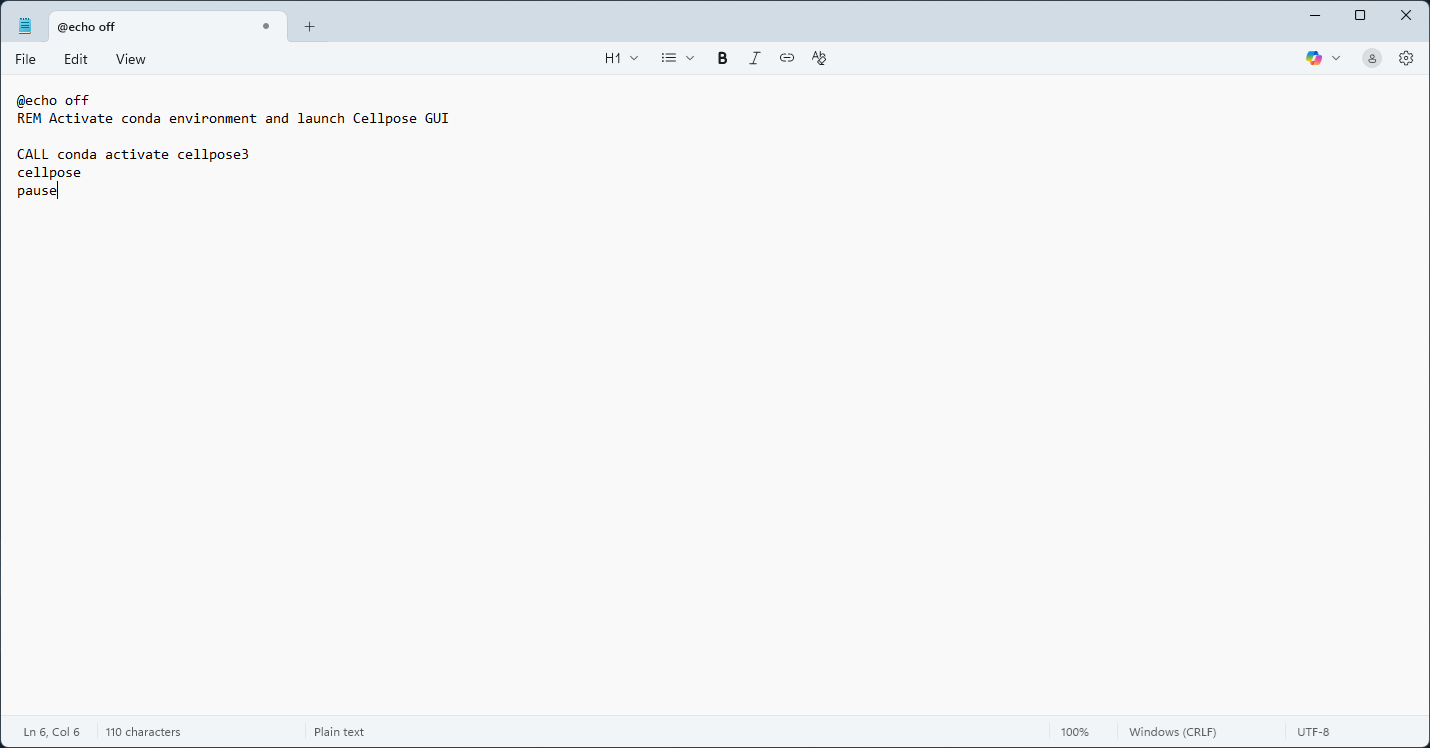 @echo off
File Edit View H1 B I
@echo off
REM Activate conda environment and launch Cellpose GUI

CALL conda activate cellpose3
cellpose
pause
Ln 6, Col 6 110 characters Plain text 100% Windows (CRLF) UTF-8